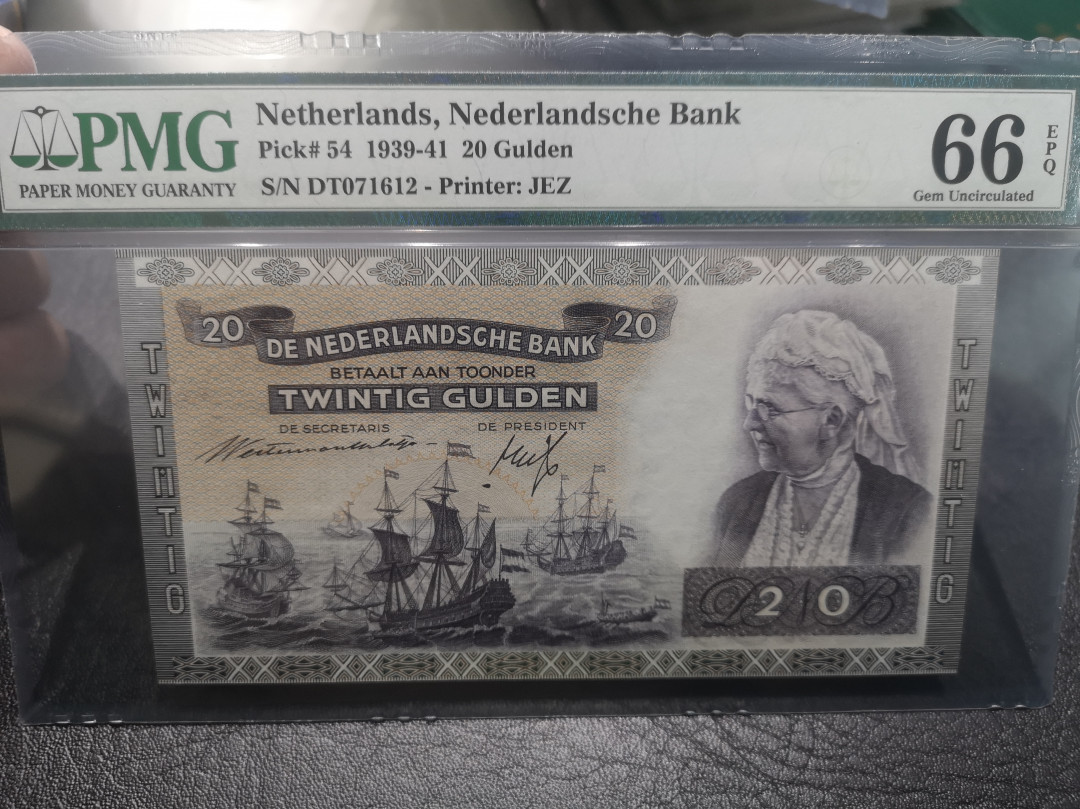 PMG
PAPER MONEY GUARANTY
Netherlands, Nederlandsche Bank
Pick# 54 1939-41 20 Gulden
S/N DT071612 - Printer: JEZ
66 EPQ
Gem Uncirculated
20 20
DE NEDERLANDSCHE BANK
BETAALT AAN TOONDER
TWINTIG GULDEN
DE SECRETARIS DE PRESIDENT
TWINTIG
TWINTIG
DNB
20